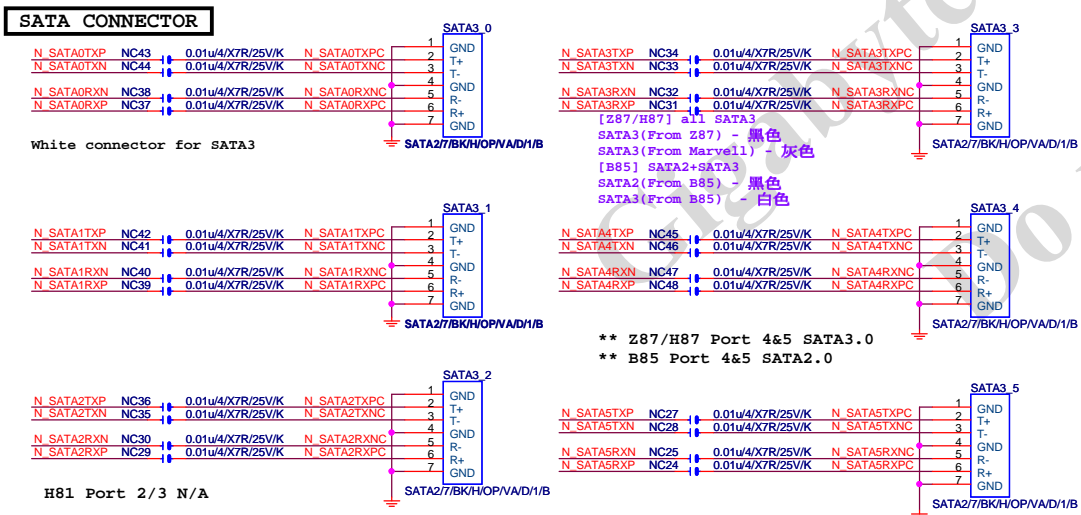 SATA CONNECTOR
SATA3_0
N_SATA0TXP NC43 0.01u/4/X7R/25V/K N_SATA0TXPC
N_SATA0TXN NC44 0.01u/4/X7R/25V/K N_SATA0TXNC
N_SATA0RXN NC38 0.01u/4/X7R/25V/K N_SATA0RXNC
N_SATA0RXP NC37 0.01u/4/X7R/25V/K N_SATA0RXPC
1 GND
2 T+
3 T-
4 GND
5 R-
6 R+
7 GND
SATA2/7/BK/H/OP/VA/D/1/B
White connector for SATA3
SATA3_1
N_SATA1TXP NC42 0.01u/4/X7R/25V/K N_SATA1TXPC
N_SATA1TXN NC41 0.01u/4/X7R/25V/K N_SATA1TXNC
N_SATA1RXN NC40 0.01u/4/X7R/25V/K N_SATA1RXNC
N_SATA1RXP NC39 0.01u/4/X7R/25V/K N_SATA1RXPC
1 GND
2 T+
3 T-
4 GND
5 R-
6 R+
7 GND
SATA2/7/BK/H/OP/VA/D/1/B
SATA3_2
N_SATA2TXP NC36 0.01u/4/X7R/25V/K N_SATA2TXPC
N_SATA2TXN NC35 0.01u/4/X7R/25V/K N_SATA2TXNC
N_SATA2RXN NC30 0.01u/4/X7R/25V/K N_SATA2RXNC
N_SATA2RXP NC29 0.01u/4/X7R/25V/K N_SATA2RXPC
1 GND
2 T+
3 T-
4 GND
5 R-
6 R+
7 GND
SATA2/7/BK/H/OP/VA/D/1/B
H81 Port 2/3 N/A
SATA3_3
N_SATA3TXP NC34 0.01u/4/X7R/25V/K N_SATA3TXPC
N_SATA3TXN NC33 0.01u/4/X7R/25V/K N_SATA3TXNC
N_SATA3RXN NC32 0.01u/4/X7R/25V/K N_SATA3RXNC
N_SATA3RXP NC31 0.01u/4/X7R/25V/K N_SATA3RXPC
1 GND
2 T+
3 T-
4 GND
5 R-
6 R+
7 GND
SATA2/7/BK/H/OP/VA/D/1/B
[Z87/H87] all SATA3
SATA3(From Z87) - 黑色
SATA3(From Marvell) - 灰色
[B85] SATA2+SATA3
SATA2(From B85) - 黑色
SATA3(From B85) - 白色
SATA3_4
N_SATA4TXP NC45 0.01u/4/X7R/25V/K N_SATA4TXPC
N_SATA4TXN NC46 0.01u/4/X7R/25V/K N_SATA4TXNC
N_SATA4RXN NC47 0.01u/4/X7R/25V/K N_SATA4RXNC
N_SATA4RXP NC48 0.01u/4/X7R/25V/K N_SATA4RXPC
1 GND
2 T+
3 T-
4 GND
5 R-
6 R+
7 GND
SATA2/7/BK/H/OP/VA/D/1/B
** Z87/H87 Port 4&5 SATA3.0
** B85 Port 4&5 SATA2.0
SATA3_5
N_SATA5TXP NC27 0.01u/4/X7R/25V/K N_SATA5TXPC
N_SATA5TXN NC28 0.01u/4/X7R/25V/K N_SATA5TXNC
N_SATA5RXN NC25 0.01u/4/X7R/25V/K N_SATA5RXNC
N_SATA5RXP NC24 0.01u/4/X7R/25V/K N_SATA5RXPC
1 GND
2 T+
3 T-
4 GND
5 R-
6 R+
7 GND
SATA2/7/BK/H/OP/VA/D/1/B
Gigabyte
Do